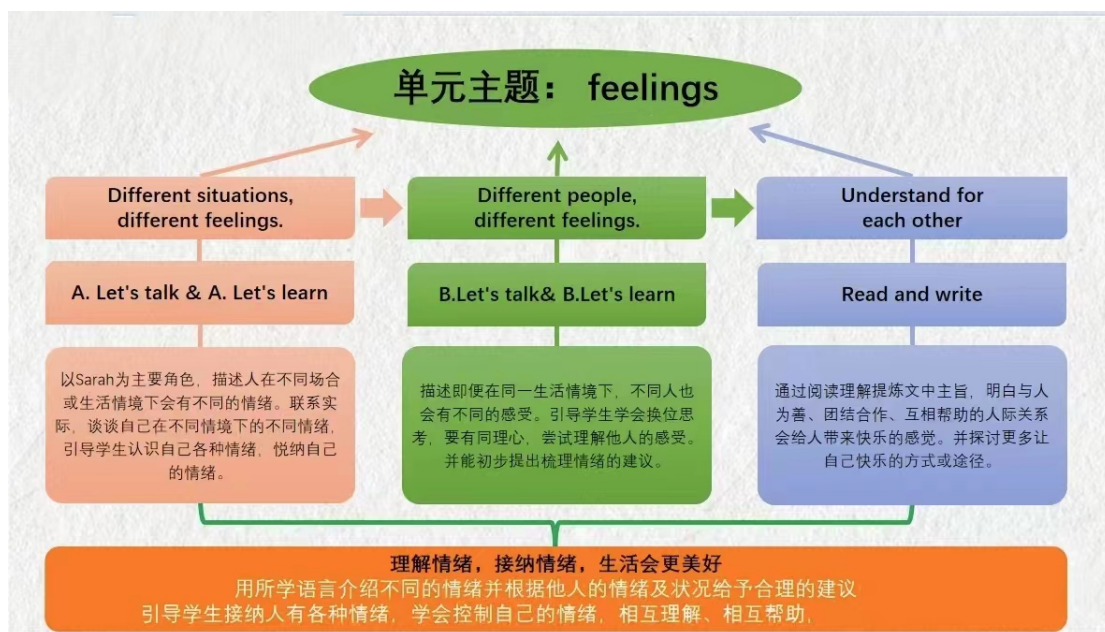 单元主题： feelings
Different situations,
different feelings.
Different people,
different feelings.
Understand for
each other
A. Let's talk & A. Let's learn
B.Let's talk& B.Let's learn
Read and write
以Sarah为主要角色，描述人在不同场合
或生活情境下会有不同的情绪。联系实
际，谈谈自己在不同情境下的不同情绪，
引导学生认识自己各种情绪，悦纳自己
的情绪。
描述即便在同一生活情境下，不同人也
会有不同的感受。引导学生学会换位思
考，要有同理心，尝试理解他人的感受。
并能初步提出梳理情绪的建议。
通过阅读理解提炼文中主旨，明白与人
为善、团结合作、互相帮助的人际关系
会给人带来快乐的感觉。并探讨更多让
自己快乐的方式或途径。
理解情绪，接纳情绪，生活会更美好
用所学语言介绍不同的情绪并根据他人的情绪及状况给予合理的建议
引导学生接纳人有各种情绪，学会控制自己的情绪，相互理解、相互帮助，